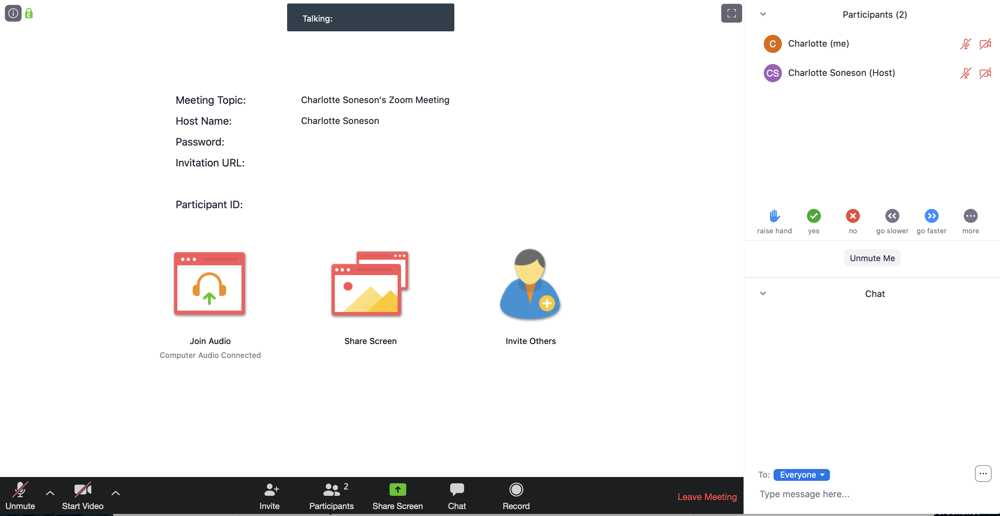 Talking:
Meeting Topic: Charlotte Soneson's Zoom Meeting
Host Name: Charlotte Soneson
Password:
Invitation URL:
Participant ID:
Join Audio
Computer Audio Connected
Share Screen
Invite Others
Unmute
Start Video
Invite
2
Participants
Share Screen
Chat
Record
Leave Meeting
Participants (2)
C Charlotte (me)
CS Charlotte Soneson (Host)
raise hand
yes
no
go slower
go faster
more
Unmute Me
Chat
To: Everyone
Type message here...